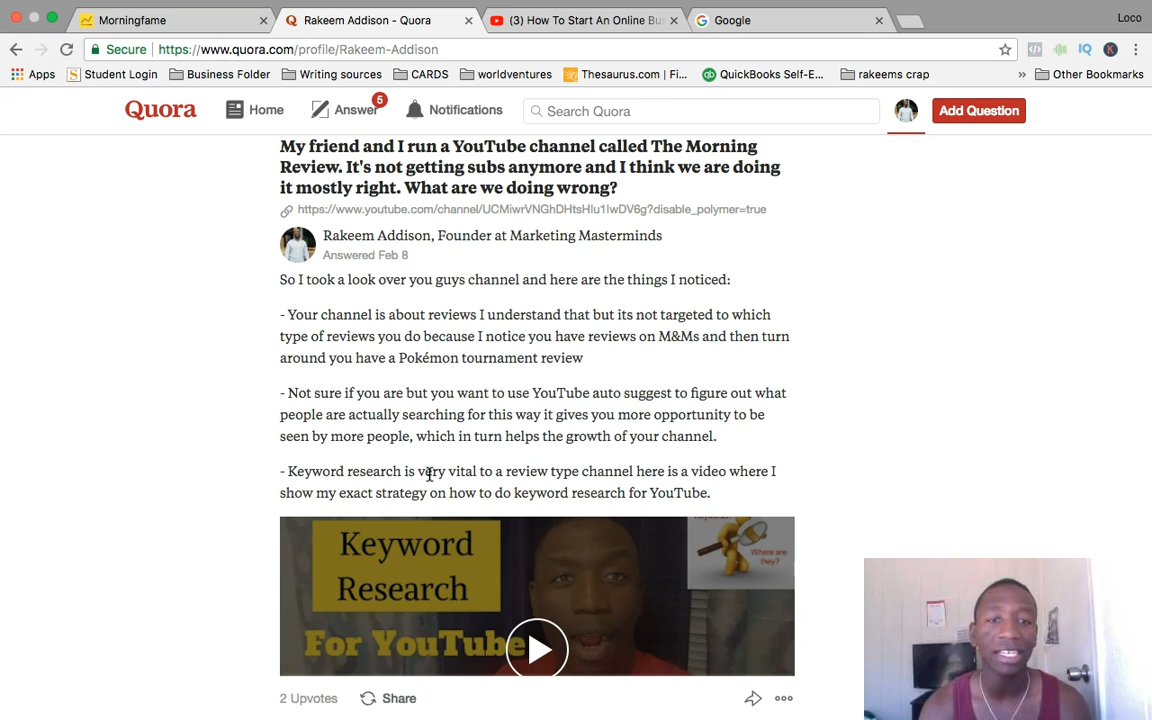 Morningfame
Rakeem Addison - Quora
(3) How To Start An Online Bus
Google
Loco
Secure
https://www.quora.com/profile/Rakeem-Addison
Apps
Student Login
Business Folder
Writing sources
CARDS
worldventures
Thesaurus.com | Fi...
QuickBooks Self-E...
rakeems crap
»
Other Bookmarks
Quora
Home
Answer
5
Notifications
Search Quora
Add Question
My friend and I run a YouTube channel called The Morning
Review. It's not getting subs anymore and I think we are doing
it mostly right. What are we doing wrong?
https://www.youtube.com/channel/UCMiwrVNGhDHtsHIu1IwDV6g?disable_polymer=true
Rakeem Addison, Founder at Marketing Masterminds
Answered Feb 8
So I took a look over you guys channel and here are the things I noticed:
- Your channel is about reviews I understand that but its not targeted to which
type of reviews you do because I notice you have reviews on M&Ms and then turn
around you have a Pokémon tournament review
- Not sure if you are but you want to use YouTube auto suggest to figure out what
people are actually searching for this way it gives you more opportunity to be
seen by more people, which in turn helps the growth of your channel.
- Keyword research is very vital to a review type channel here is a video where I
show my exact strategy on how to do keyword research for YouTube.
Keyword
Research
For YouTube
Where are
they?
2 Upvotes
Share